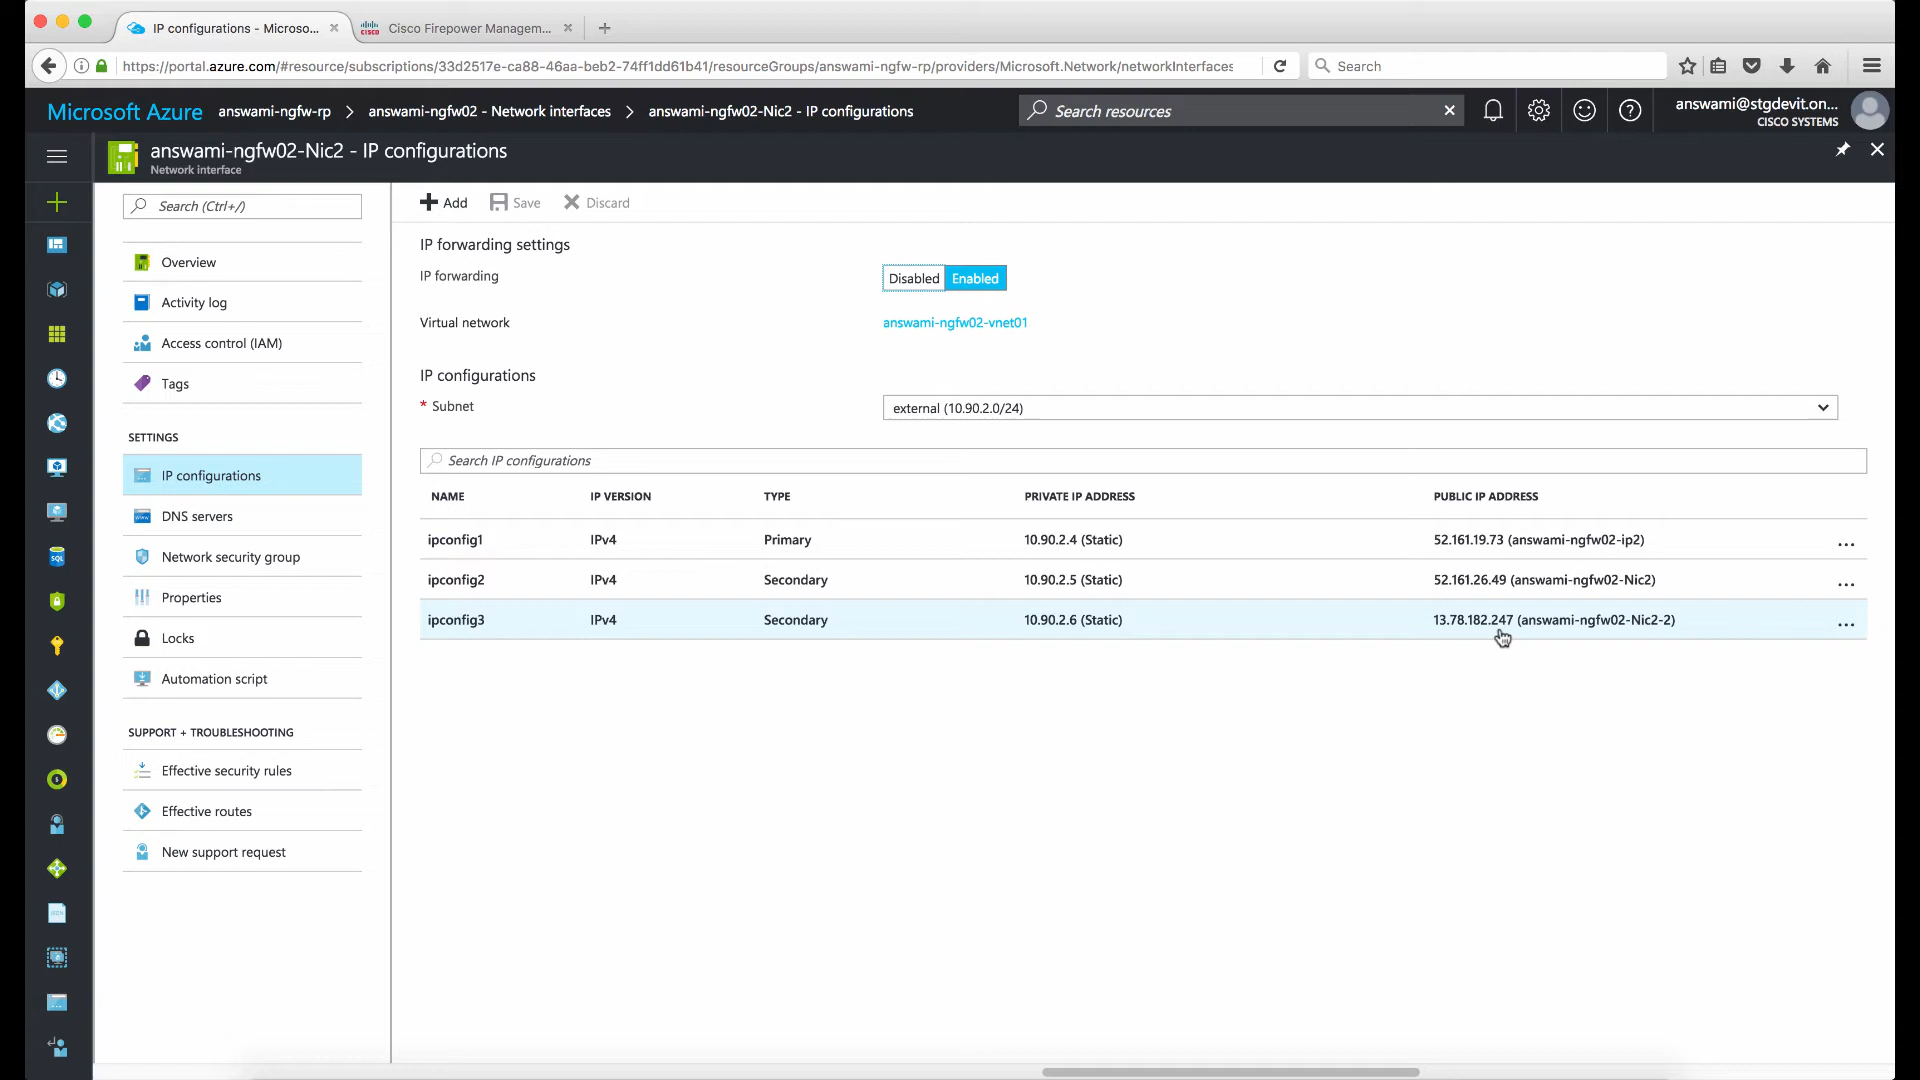 IP configurations - Microso...
Cisco Firepower Managem...
https://portal.azure.com/#resource/subscriptions/33d2517e-ca88-46aa-beb2-74ff1dd61b41/resourceGroups/answami-ngfw-rp/providers/Microsoft.Network/networkInterfaces
Search
Microsoft Azure answami-ngfw-rp > answami-ngfw02 - Network interfaces > answami-ngfw02-Nic2 - IP configurations
Search resources
answami@stgdevit.on...
CISCO SYSTEMS
answami-ngfw02-Nic2 - IP configurations
Network interface
Search (Ctrl+/)
Overview
Activity log
Access control (IAM)
Tags
SETTINGS
IP configurations
DNS servers
Network security group
Properties
Locks
Automation script
SUPPORT + TROUBLESHOOTING
Effective security rules
Effective routes
New support request
Add Save Discard
IP forwarding settings
IP forwarding Disabled Enabled
Virtual network answami-ngfw02-vnet01
IP configurations
* Subnet external (10.90.2.0/24)
Search IP configurations
NAME IP VERSION TYPE PRIVATE IP ADDRESS PUBLIC IP ADDRESS
ipconfig1 IPv4 Primary 10.90.2.4 (Static) 52.161.19.73 (answami-ngfw02-ip2) ...
ipconfig2 IPv4 Secondary 10.90.2.5 (Static) 52.161.26.49 (answami-ngfw02-Nic2) ...
ipconfig3 IPv4 Secondary 10.90.2.6 (Static) 13.78.182.247 (answami-ngfw02-Nic2-2) ...